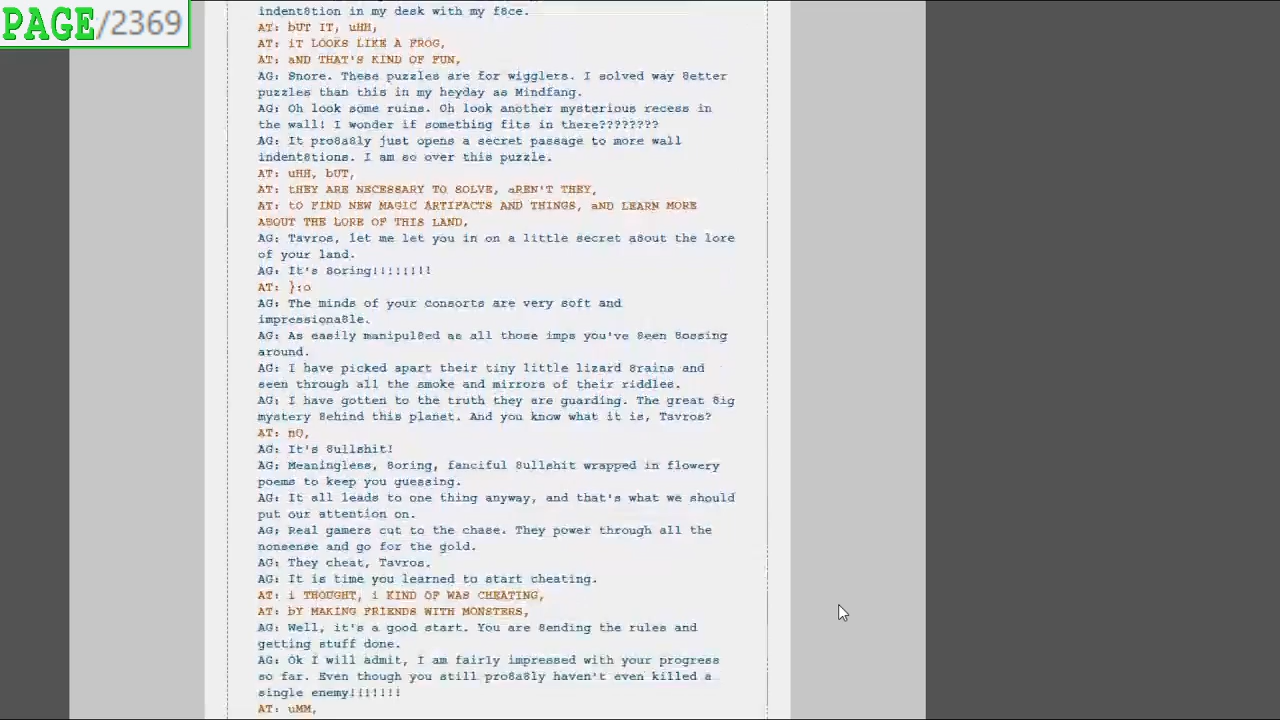 PAGE/2369
indent8tion in my desk with my f8ce.
AT: bUT IT, uHH,
AT: iT LOOKS LIKE A FROG,
AT: aND THAT'S KIND OF FUN,
AG: Snore. These puzzles are for wigglers. I solved way 8etter
puzzles than this in my heyday as Mindfang.
AG: Oh look some ruins. Oh look another mysterious recess in
the wall! I wonder if something fits in there????????
AG: It pro8a8ly just opens a secret passage to more wall
indent8tions. I am so over this puzzle.
AT: uHH, bUT,
AT: tHEY ARE NECESSARY TO SOLVE, aREN'T THEY,
AT: tO FIND NEW MAGIC ARTIFACTS AND THINGS, aND LEARN MORE
ABOUT THE LORE OF THIS LAND,
AG: Tavros, let me let you in on a little secret a8out the lore
of your land.
AG: It's 8oring!!!!!!!!
AT: }:o
AG: The minds of your consorts are very soft and
impressiona8le.
AG: As easily manipul8ed as all those imps you've 8een 8ossing
around.
AG: I have picked apart their tiny little lizard 8rains and
seen through all the smoke and mirrors of their riddles.
AG: I have gotten to the truth they are guarding. The great 8ig
mystery 8ehind this planet. And you know what it is, Tavros?
AT: nO,
AG: It's 8ullshit!
AG: Meaningless, 8oring, fanciful 8ullshit wrapped in flowery
poems to keep you guessing.
AG: It all leads to one thing anyway, and that's what we should
put our attention on.
AG: Real gamers cut to the chase. They power through all the
nonsense and go for the gold.
AG: They cheat, Tavros.
AG: It is time you learned to start cheating.
AT: i THOUGHT, i KIND OF WAS CHEATING,
AT: bY MAKING FRIENDS WITH MONSTERS,
AG: Well, it's a good start. You are 8ending the rules and
getting stuff done.
AG: Ok I will admit, I am fairly impressed with your progress
so far. Even though you still pro8a8ly haven't even killed a
single enemy!!!!!!!
AT: uMM,